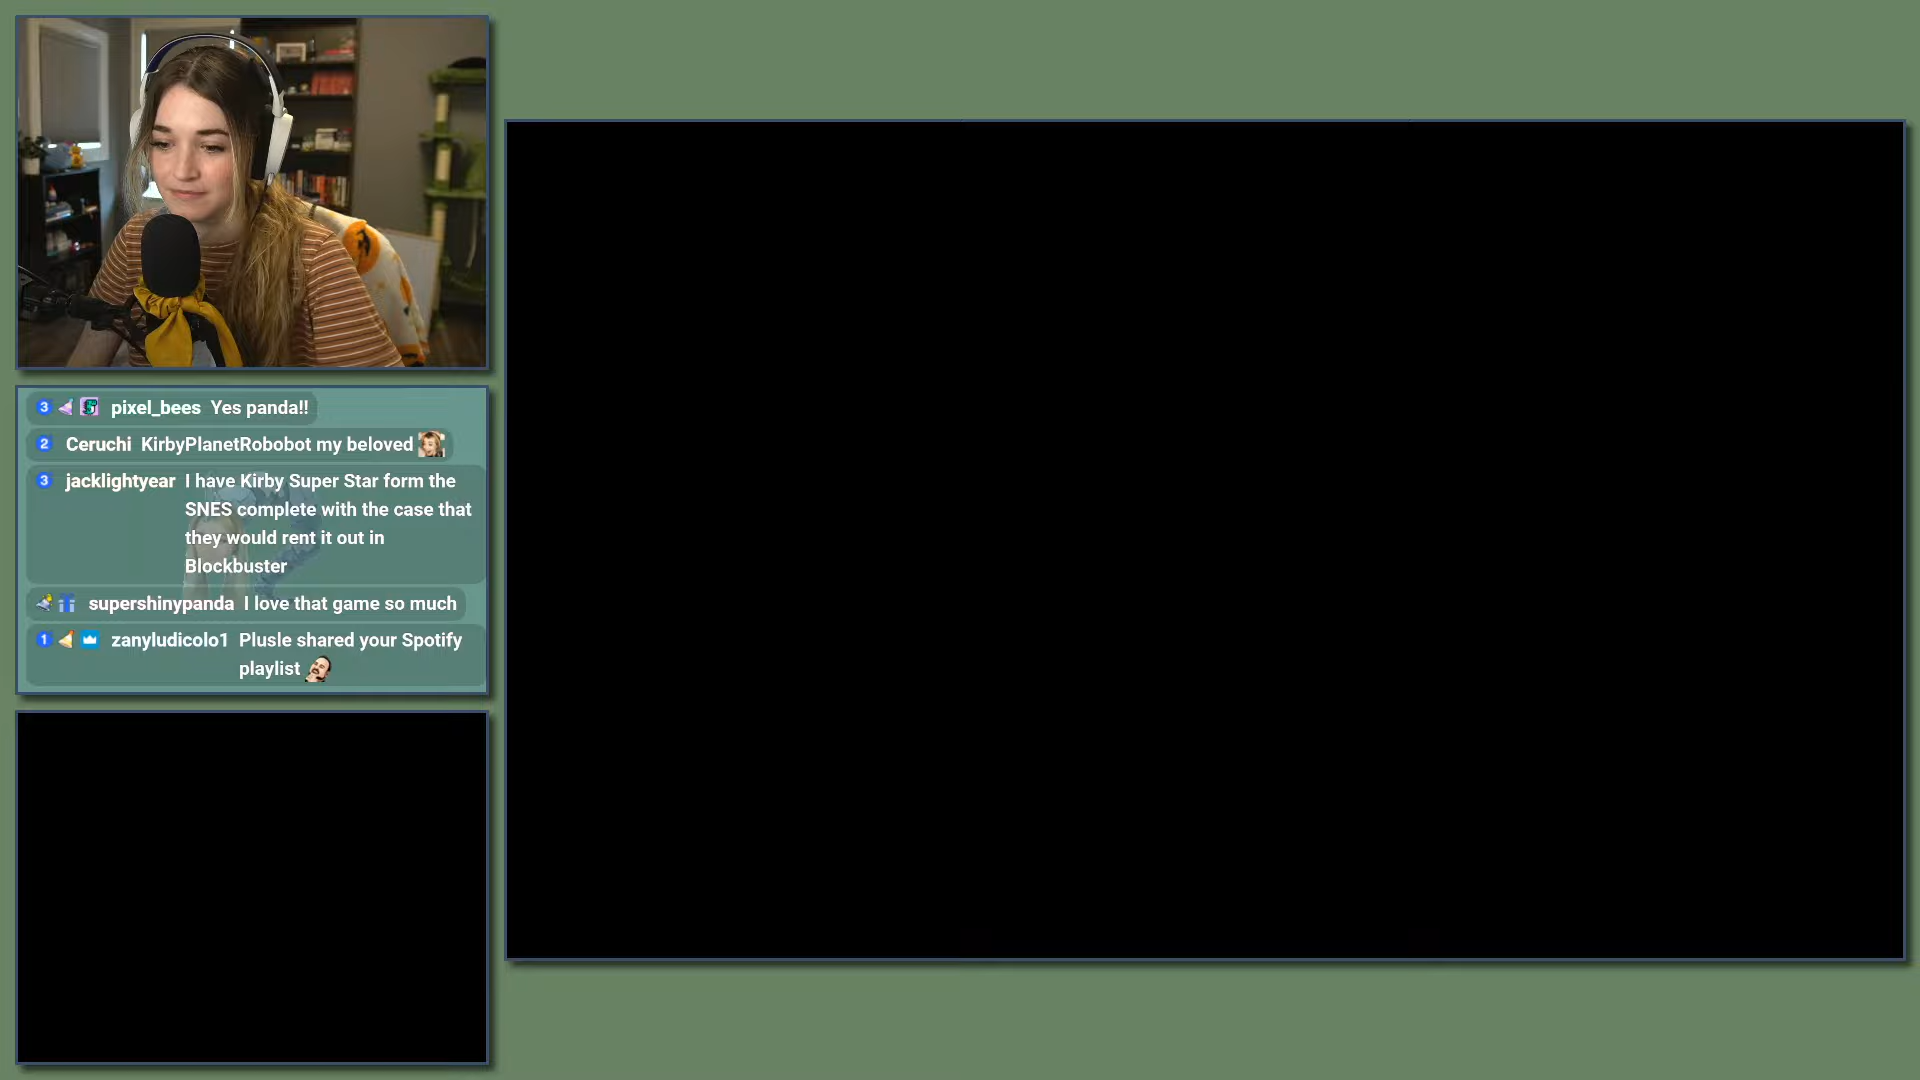 3 pixel_bees Yes panda!!
2 Ceruchi KirbyPlanetRobobot my beloved
3 jacklightyear I have Kirby Super Star form the
SNES complete with the case that
they would rent it out in
Blockbuster
supershinypanda I love that game so much
1 zanyludicolo1 Plusle shared your Spotify
playlist